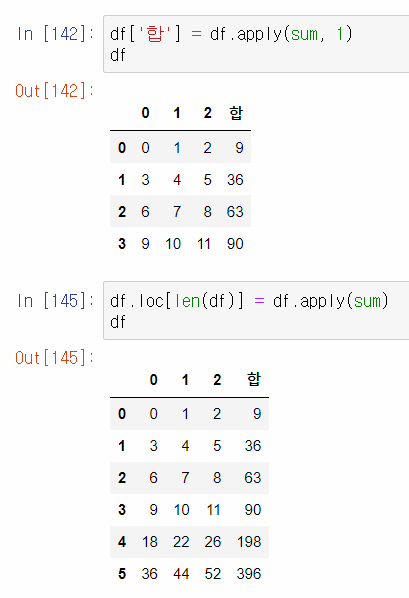 In [142]: df['합'] = df.apply(sum, 1)
df
Out[142]:
0 1 2 합
0 0 1 2 9
1 3 4 5 36
2 6 7 8 63
3 9 10 11 90
In [145]: df.loc[len(df)] = df.apply(sum)
df
Out[145]:
0 1 2 합
0 0 1 2 9
1 3 4 5 36
2 6 7 8 63
3 9 10 11 90
4 18 22 26 198
5 36 44 52 396